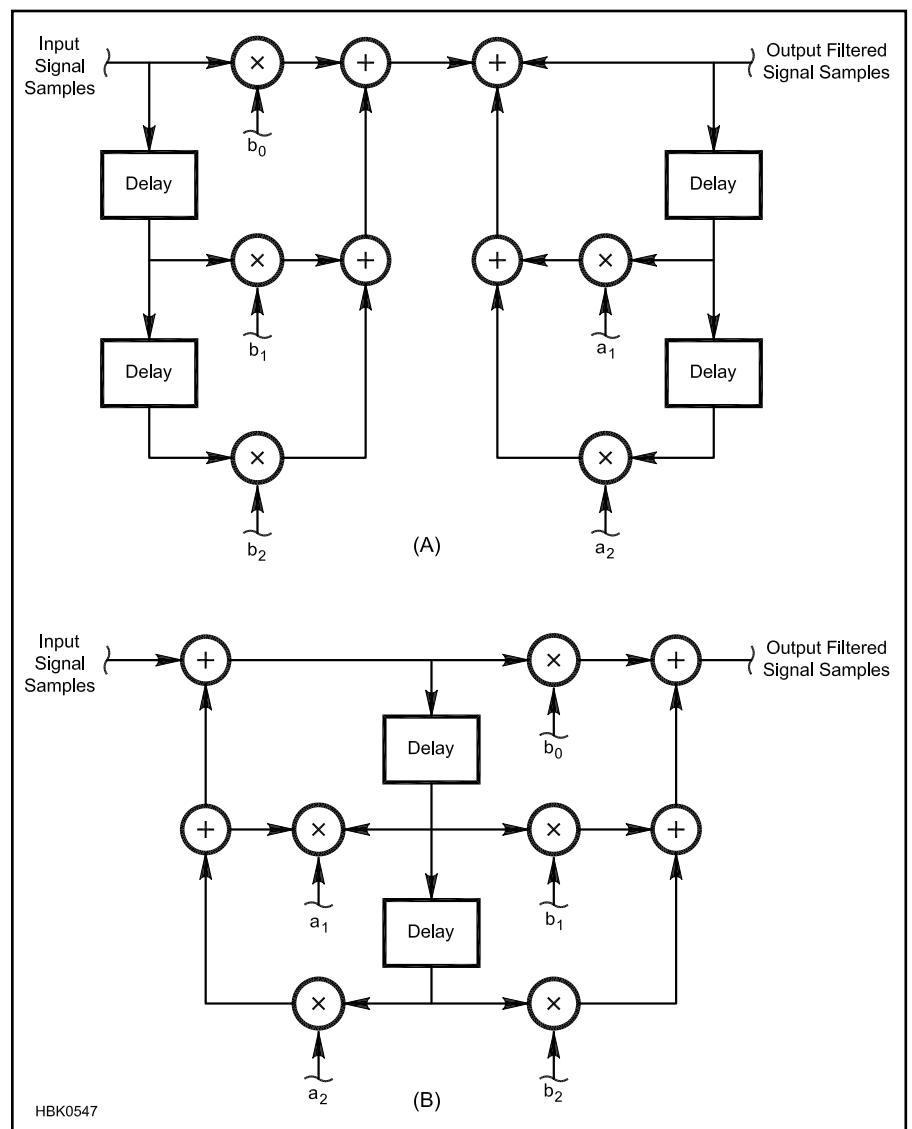 Input
Signal
Samples
Output Filtered
Signal Samples
×
+
+
b0
Delay
Delay
×
+
+
×
b1
a1
Delay
Delay
×
×
b2
a2
(A)
Input
Signal
Samples
Output Filtered
Signal Samples
+
×
+
b0
Delay
+
×
×
+
a1
b1
Delay
×
×
a2
b2
(B)
HBK0547